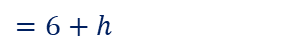 = 6 + h